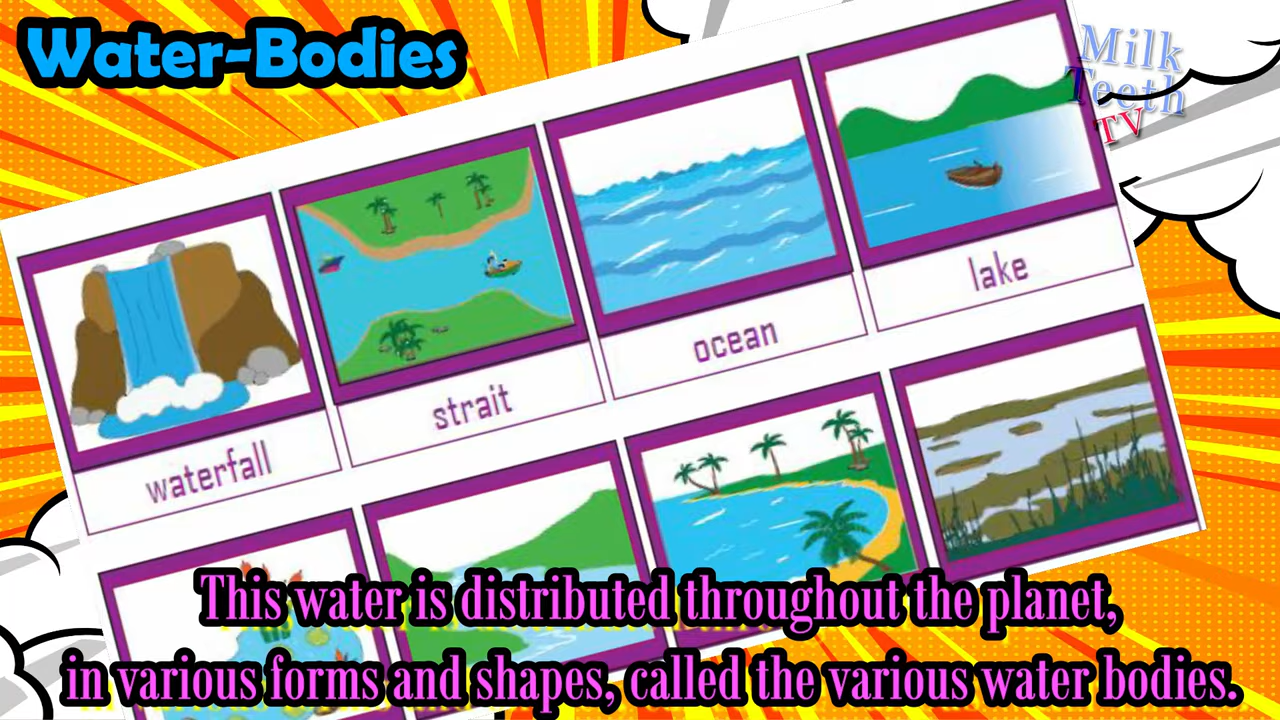 Water-Bodies
Milk
Teeth
TV
waterfall
strait
ocean
lake
This water is distributed throughout the planet,
in various forms and shapes, called the various water bodies.